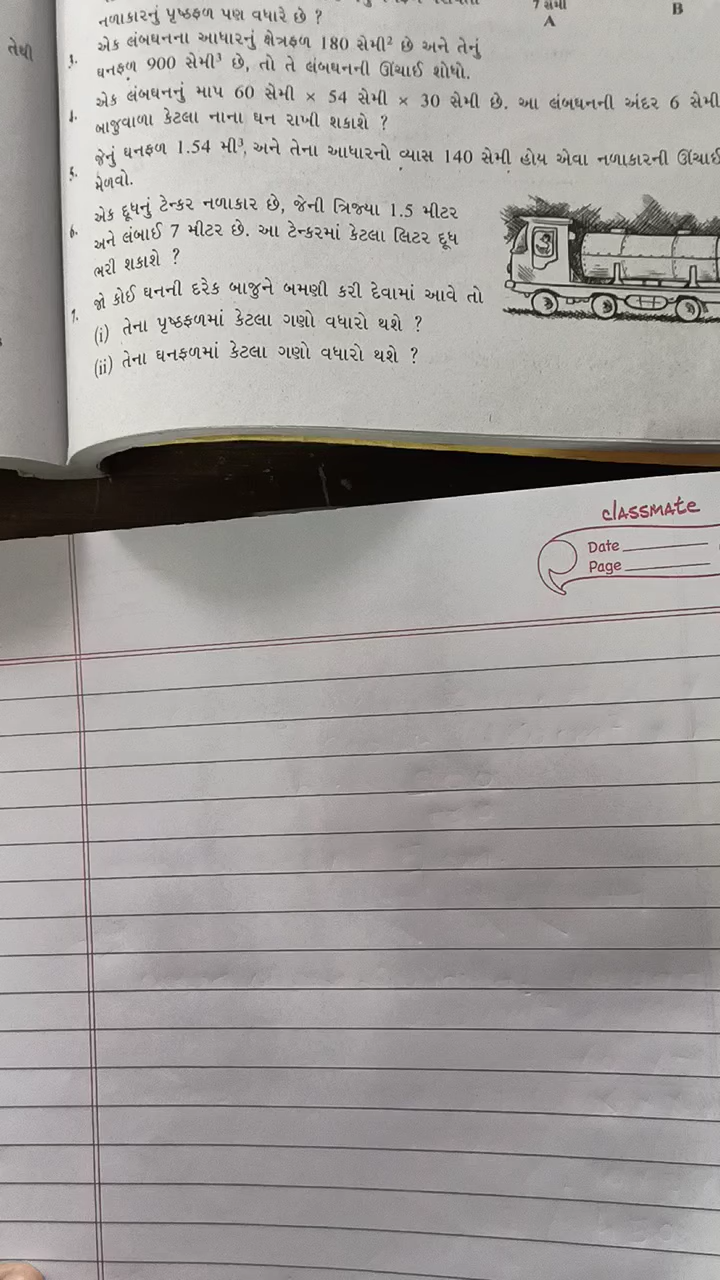 નળાકારનું પૃષ્ઠફળ પણ વધારે છે ?
7 સેમી
A
B
તેથી
3. એક લંબઘનના આધારનું ક્ષેત્રફળ 180 સેમી² છે અને તેનું
ઘનફળ 900 સેમી³ છે, તો તે લંબઘનની ઊંચાઈ શોધો.
4. એક લંબઘનનું માપ 60 સેમી × 54 સેમી × 30 સેમી છે. આ લંબઘનની અંદર 6 સેમી
બાજુવાળા કેટલા નાના ઘન રાખી શકાશે ?
5. જેનું ઘનફળ 1.54 મી³, અને તેના આધારનો વ્યાસ 140 સેમી હોય એવા નળાકારની ઊંચાઈ
મેળવો.
6. એક દૂધનું ટેન્કર નળાકાર છે, જેની ત્રિજ્યા 1.5 મીટર
અને લંબાઈ 7 મીટર છે. આ ટેન્કરમાં કેટલા લિટર દૂધ
ભરી શકાશે ?
7. જો કોઈ ઘનની દરેક બાજુને બમણી કરી દેવામાં આવે તો
(i) તેના પૃષ્ઠફળમાં કેટલા ગણો વધારો થશે ?
(ii) તેના ઘનફળમાં કેટલા ગણો વધારો થશે ?
classmate
Date
Page